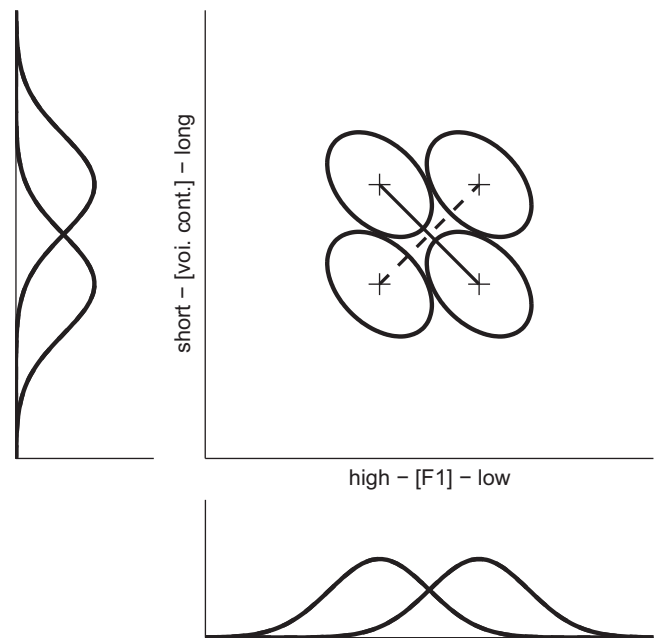 short − [voi. cont.] − long
high − [F1] − low